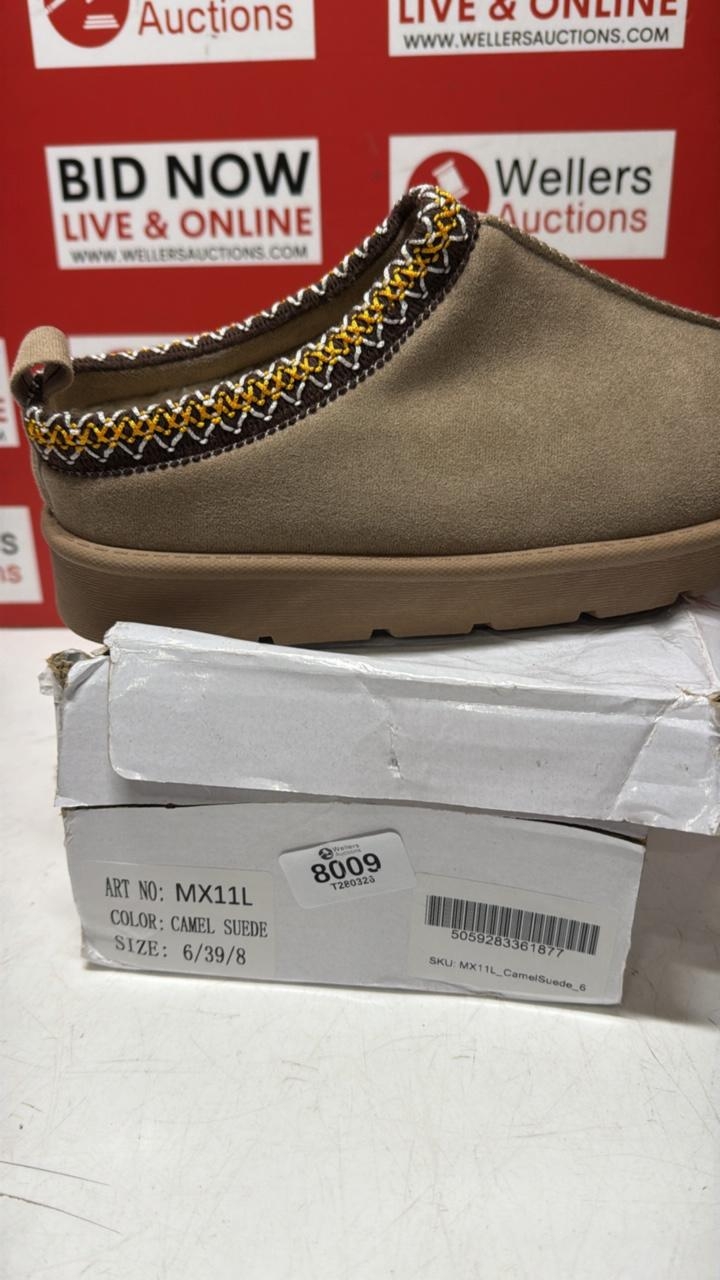 Auctions
LIVE & ONLINE
WWW.WELLERSAUCTIONS.COM
BID NOW
LIVE & ONLINE
WWW.WELLERSAUCTIONS.COM
Wellers
Auctions
Wellers
Auctions
8009
T280326
ART NO: MX11L
COLOR: CAMEL SUEDE
SIZE: 6/39/8
5059283361877
SKU: MX11L_CamelSuede_6